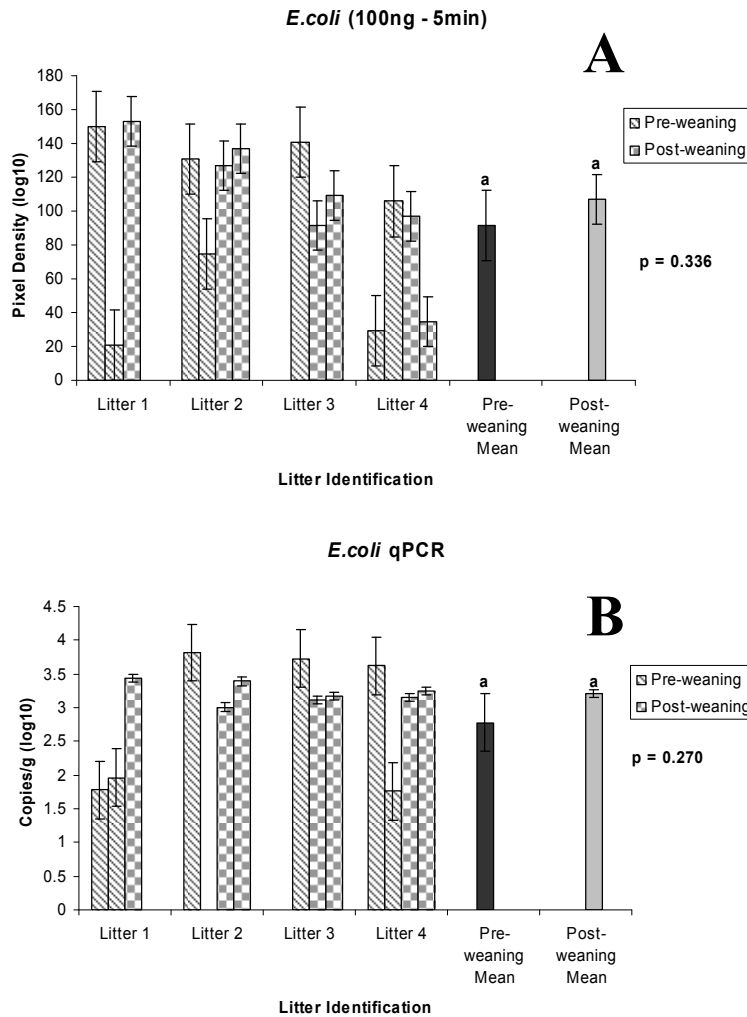 E.coli (100ng - 5min)
A
180
160
140
120
100
80
60
40
20
0
Pixel Density (log10)
a
a
Pre-weaning
Post-weaning
p = 0.336
Litter 1
Litter 2
Litter 3
Litter 4
Pre-
weaning
Mean
Post-
weaning
Mean
Litter Identification
E.coli qPCR
B
4.5
4
3.5
3
2.5
2
1.5
1
0.5
0
Copies/g (log10)
a
a
Pre-weaning
Post-weaning
p = 0.270
Litter 1
Litter 2
Litter 3
Litter 4
Pre-
weaning
Mean
Post-
weaning
Mean
Litter Identification